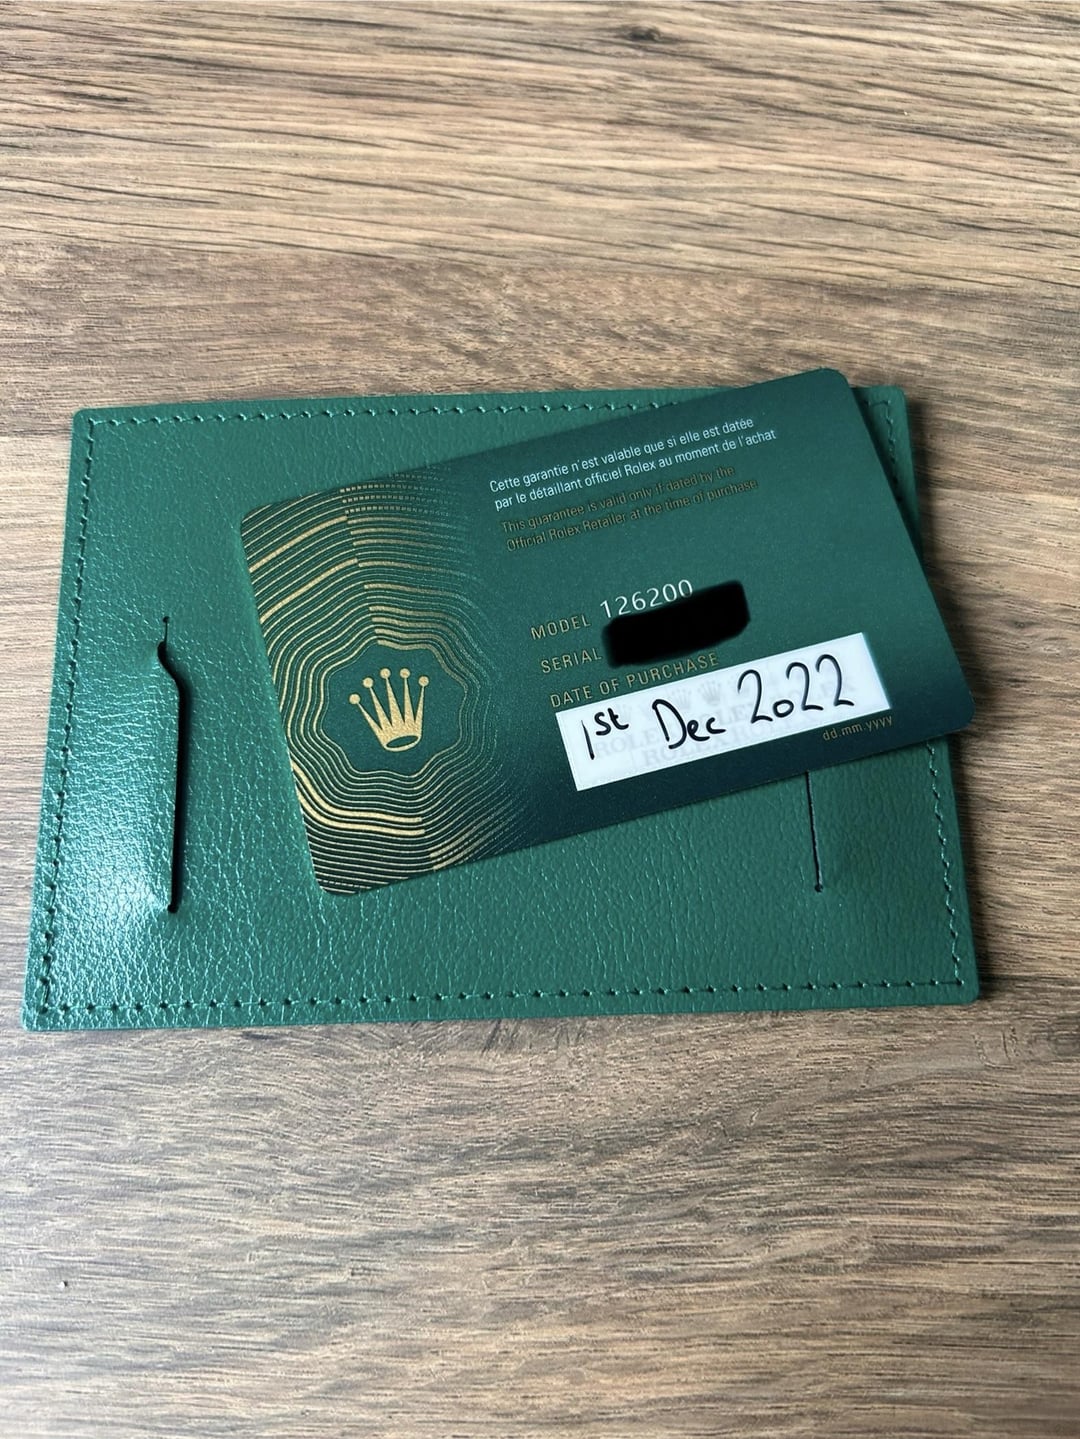 Cette garantie n'est valable que si elle est datée
par le détaillant officiel Rolex au moment de l'achat
This guarantee is valid only if dated by the
Official Rolex Retailer at the time of purchase
MODEL 126200
SERIAL
DATE OF PURCHASE
1st Dec 2022
dd.mm.yyyy